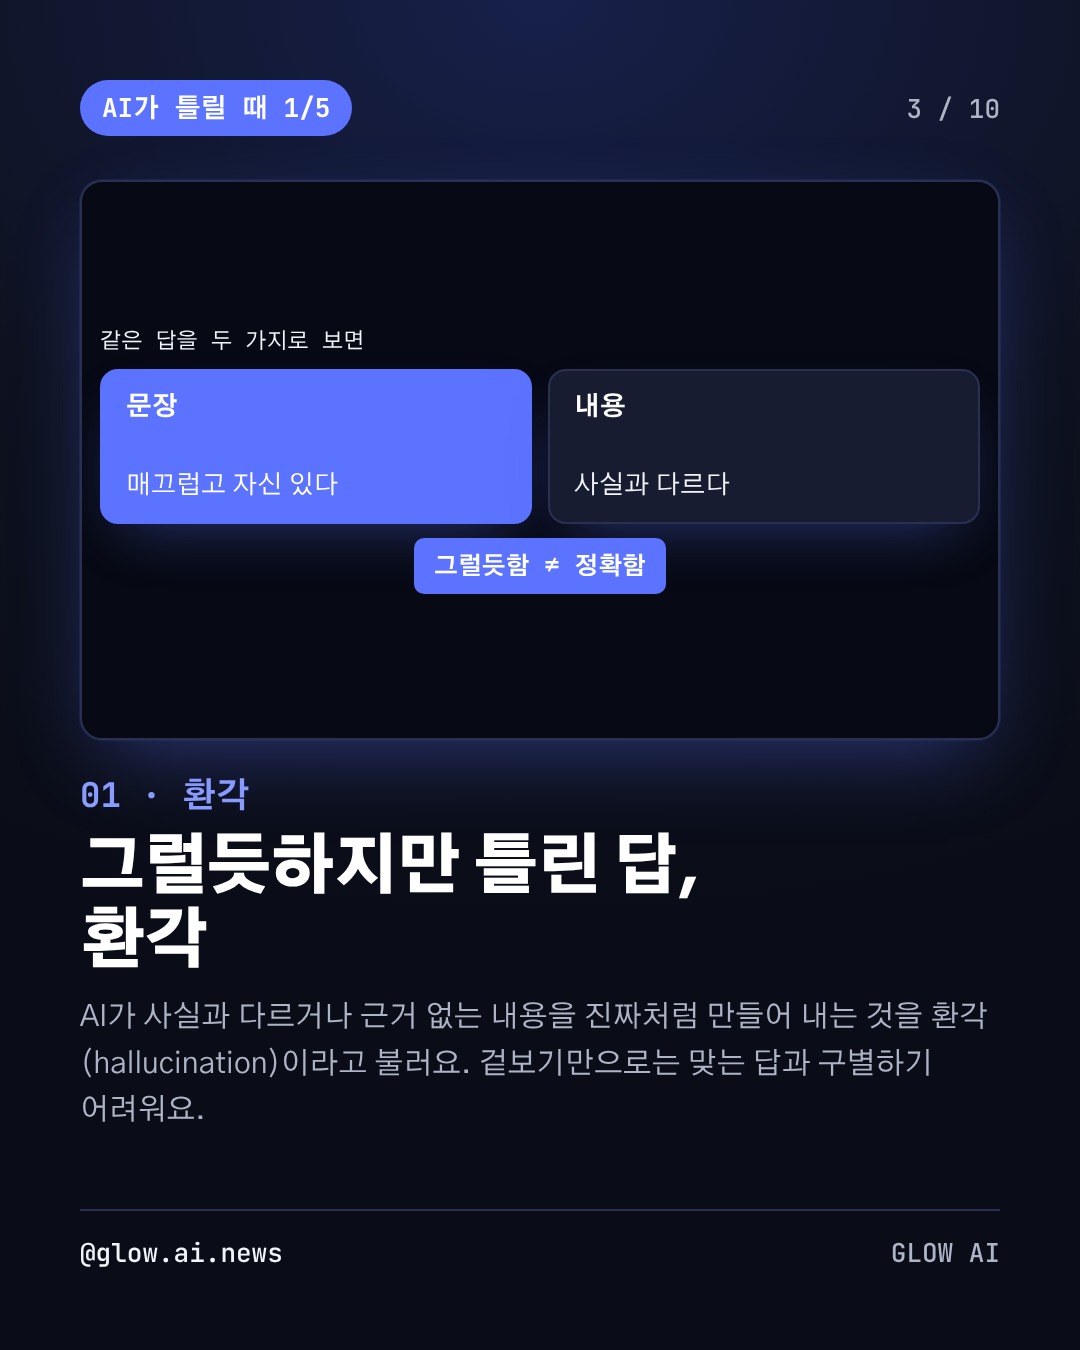 AI가 틀릴 때 1/5
3 / 10
같은 답을 두 가지로 보면
문장
매끄럽고 자신 있다
내용
사실과 다르다
그럴듯함 ≠ 정확함
01 · 환각
그럴듯하지만 틀린 답,
환각
AI가 사실과 다르거나 근거 없는 내용을 진짜처럼 만들어 내는 것을 환각
(hallucination)이라고 불러요. 겉보기만으로는 맞는 답과 구별하기
어려워요.
@glow.ai.news
GLOW AI